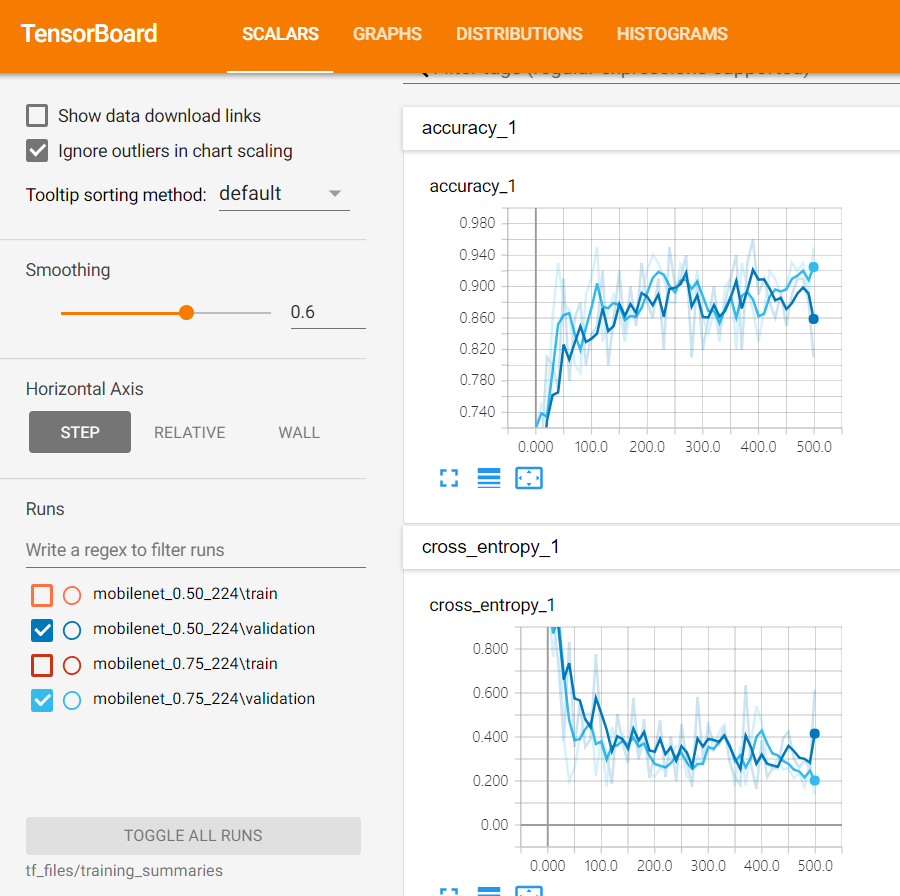 TensorBoard
SCALARS GRAPHS DISTRIBUTIONS HISTOGRAMS
Filter tags (regular expressions supported)
Show data download links
Ignore outliers in chart scaling
Tooltip sorting method: default
Smoothing
0.6
Horizontal Axis
STEP RELATIVE WALL
Runs
Write a regex to filter runs
mobilenet_0.50_224\train
mobilenet_0.50_224\validation
mobilenet_0.75_224\train
mobilenet_0.75_224\validation
TOGGLE ALL RUNS
tf_files/training_summaries
accuracy_1
accuracy_1
0.980
0.940
0.900
0.860
0.820
0.780
0.740
0.000 100.0 200.0 300.0 400.0 500.0
cross_entropy_1
cross_entropy_1
0.800
0.600
0.400
0.200
0.00
0.000 100.0 200.0 300.0 400.0 500.0